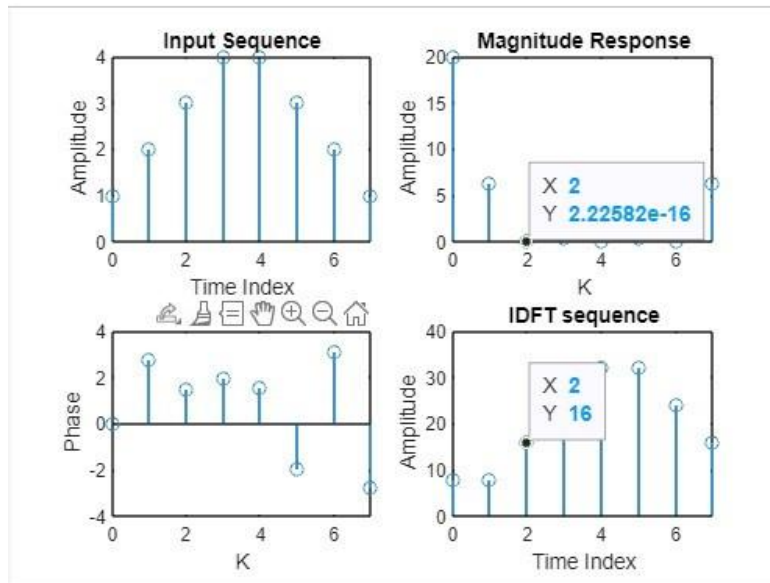 Input Sequence
4
3
2
1
0
Amplitude
0 2 4 6
Time Index
Magnitude Response
20
15
10
5
0
Amplitude
X 2
Y 2.22582e-16
0 2 4 6
K
4
2
0
-2
-4
Phase
0 2 4 6
K
IDFT sequence
40
30
20
10
0
Amplitude
X 2
Y 16
0 2 4 6
Time Index